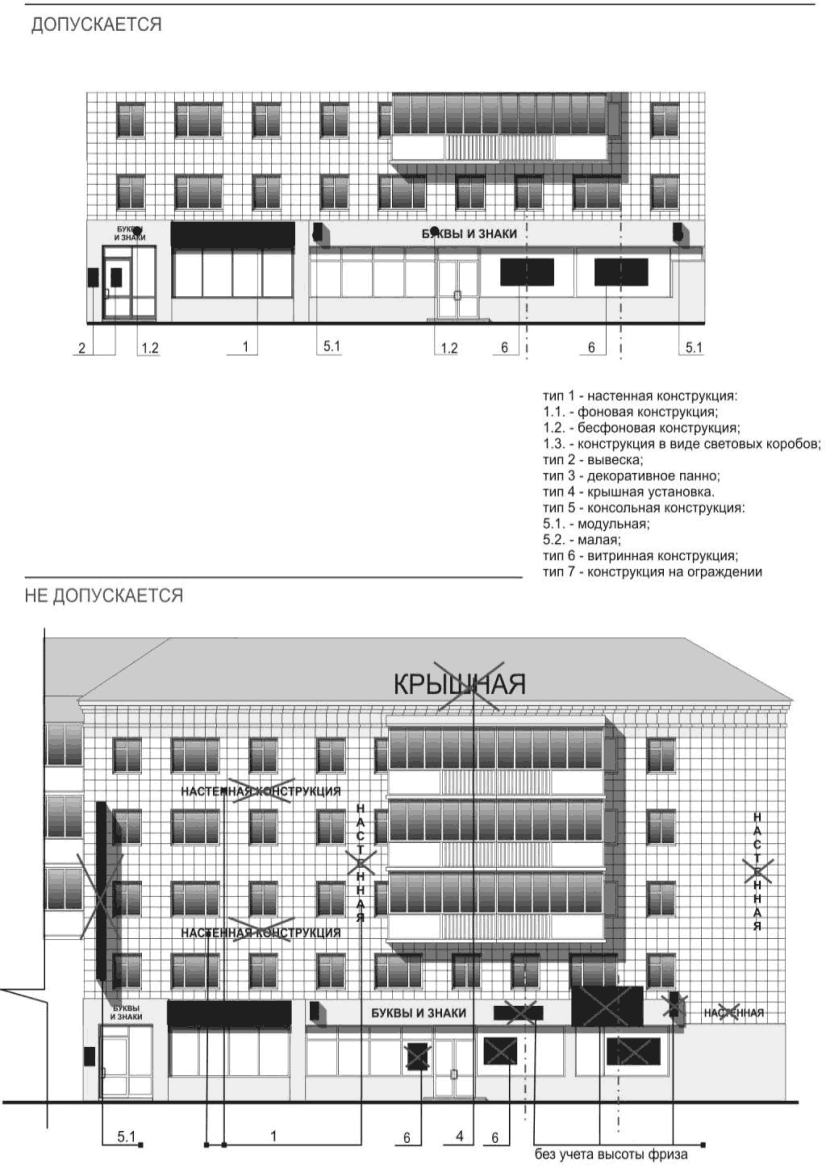 ДОПУСКАЕТСЯ
БУКВЫ
И ЗНАКИ
БУКВЫ И ЗНАКИ
2
1.2
1
5.1
1.2
6
6
5.1
тип 1 - настенная конструкция:
1.1. - фоновая конструкция;
1.2. - бесфоновая конструкция;
1.3. - конструкция в виде световых коробов;
тип 2 - вывеска;
тип 3 - декоративное панно;
тип 4 - крышная установка.
тип 5 - консольная конструкция:
5.1. - модульная;
5.2. - малая;
тип 6 - витринная конструкция;
тип 7 - конструкция на ограждении
НЕ ДОПУСКАЕТСЯ
КРЫШНАЯ
НАСТЕННАЯ КОНСТРУКЦИЯ
НАСТЕННАЯ
НАСТЕННАЯ
НАСТЕННАЯ КОНСТРУКЦИЯ
БУКВЫ
И ЗНАКИ
БУКВЫ И ЗНАКИ
НАСТЕННАЯ
5.1
1
6
4
6
без учета высоты фриза